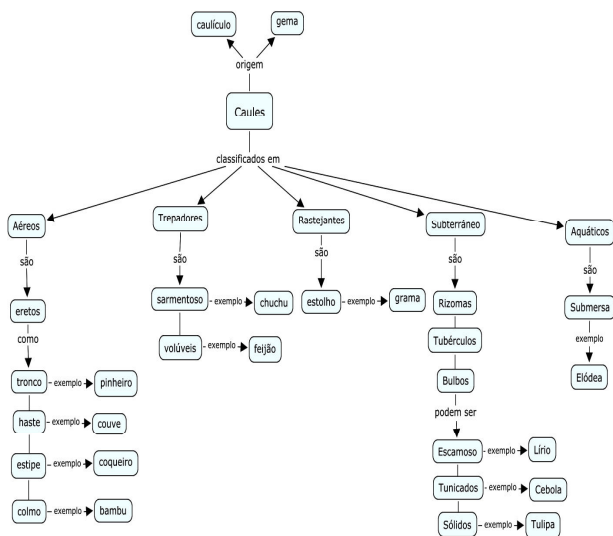 caulículo
gema
origem
Caules
classificados em
Aéreos
Trepadores
Rastejantes
Subterrâneo
Aquáticos
são
são
são
são
são
eretos
sarmentoso
exemplo
chuchu
estolho
exemplo
grama
Rizomas
Submersa
como
volúveis
exemplo
feijão
Tubérculos
exemplo
tronco
exemplo
pinheiro
Bulbos
Elódea
podem ser
haste
exemplo
couve
Escamoso
exemplo
Lírio
estipe
exemplo
coqueiro
Tunicados
exemplo
Cebola
colmo
exemplo
bambu
Sólidos
exemplo
Tulipa